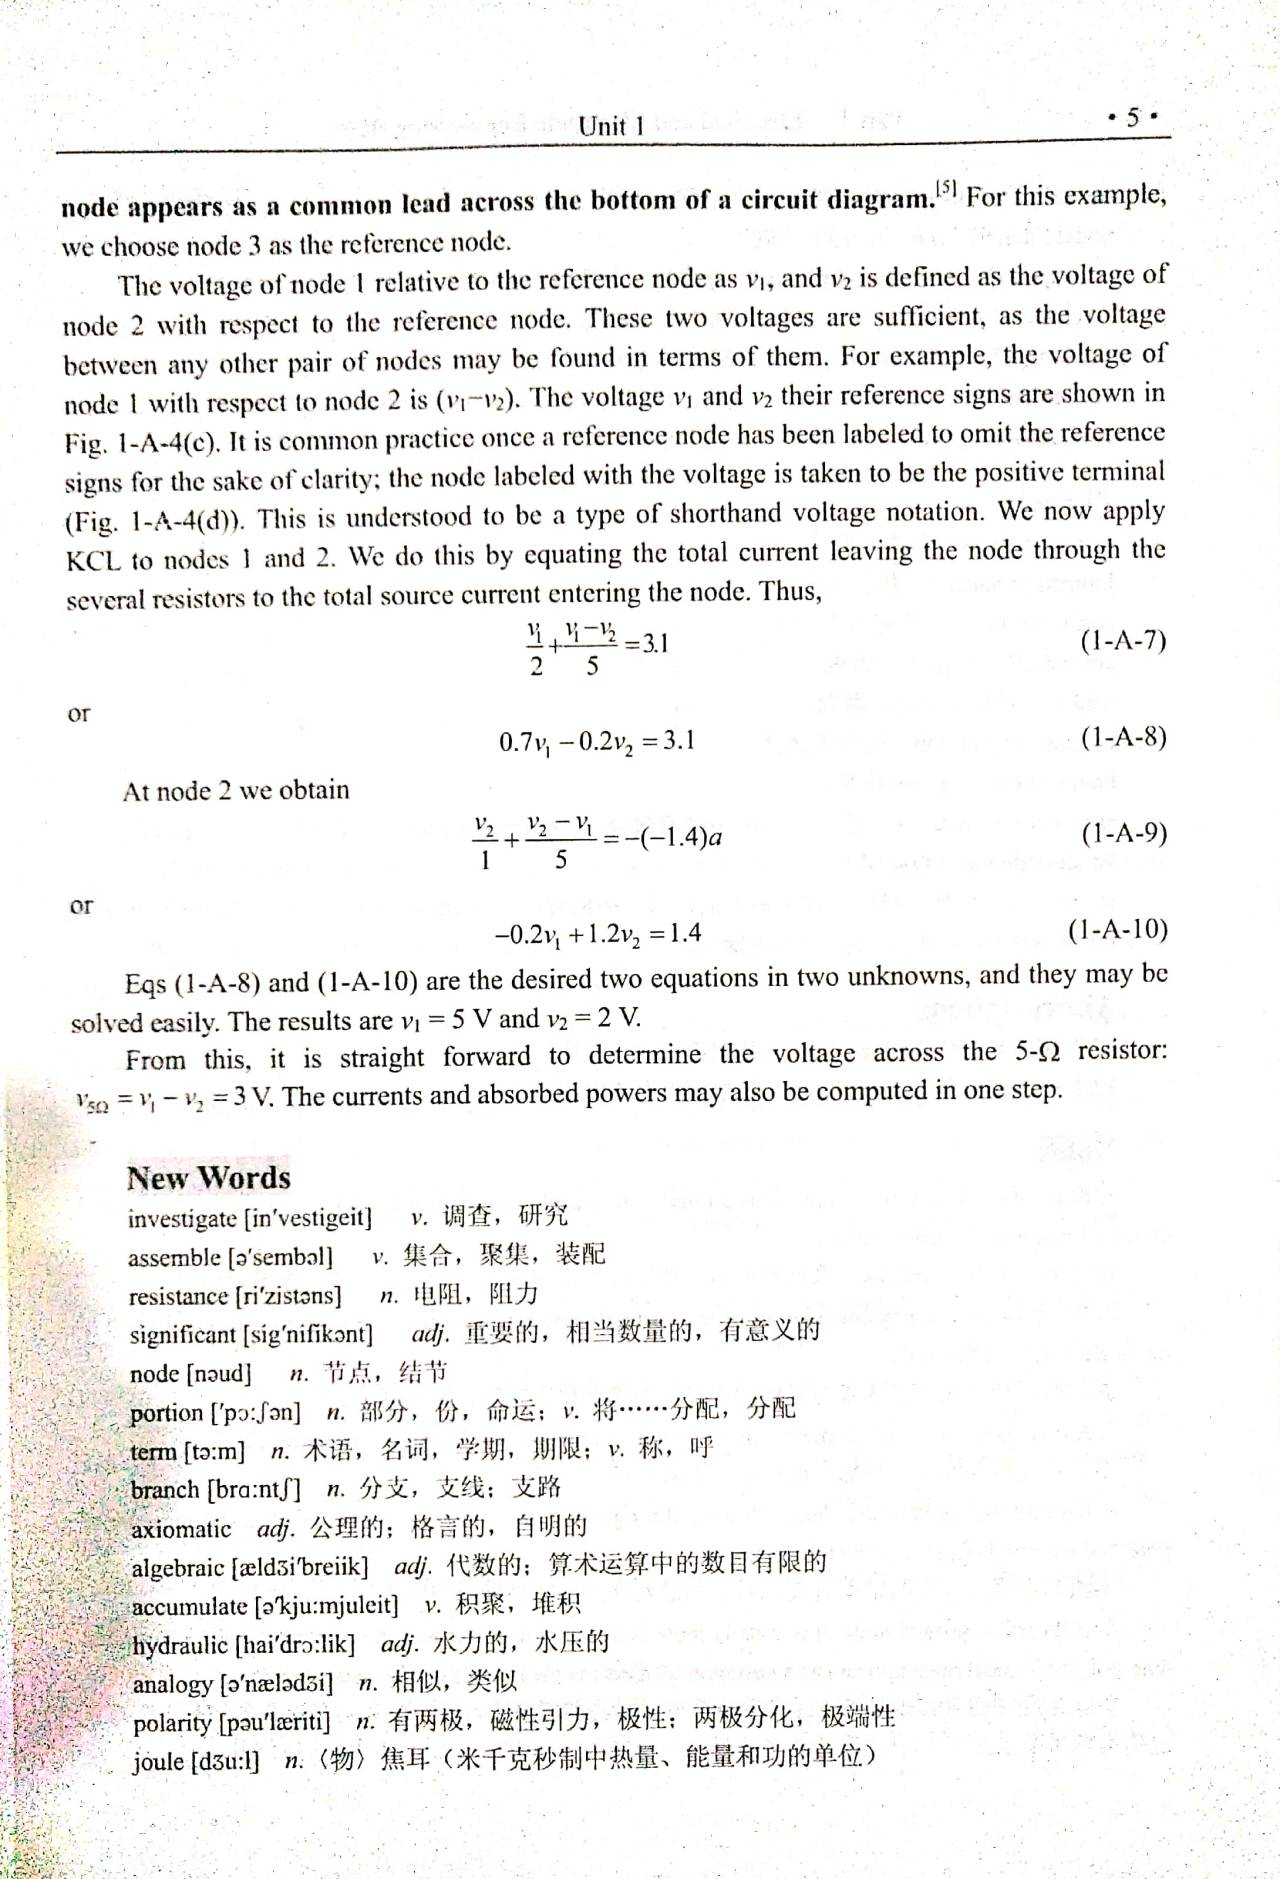 Unit 1
· 5 ·
node appears as a common lead across the bottom of a circuit diagram.[5] For this example,
we choose node 3 as the reference node.
The voltage of node 1 relative to the reference node as v₁, and v₂ is defined as the voltage of
node 2 with respect to the reference node. These two voltages are sufficient, as the voltage
between any other pair of nodes may be found in terms of them. For example, the voltage of
node 1 with respect to node 2 is (v₁−v₂). The voltage v₁ and v₂ their reference signs are shown in
Fig. 1-A-4(c). It is common practice once a reference node has been labeled to omit the reference
signs for the sake of clarity; the node labeled with the voltage is taken to be the positive terminal
(Fig. 1-A-4(d)). This is understood to be a type of shorthand voltage notation. We now apply
KCL to nodes 1 and 2. We do this by equating the total current leaving the node through the
several resistors to the total source current entering the node. Thus,
v₁/2 + (v₁−v₂)/5 = 3.1 (1-A-7)
or
0.7v₁ − 0.2v₂ = 3.1 (1-A-8)
At node 2 we obtain
v₂/1 + (v₂ − v₁)/5 = −(−1.4)a (1-A-9)
or
−0.2v₁ + 1.2v₂ = 1.4 (1-A-10)
Eqs (1-A-8) and (1-A-10) are the desired two equations in two unknowns, and they may be
solved easily. The results are v₁ = 5 V and v₂ = 2 V.
From this, it is straight forward to determine the voltage across the 5-Ω resistor:
v5Ω = v₁ − v₂ = 3 V. The currents and absorbed powers may also be computed in one step.
New Words
investigate [in′vestigeit] v. 调查，研究
assemble [ə′sembəl] v. 集合，聚集，装配
resistance [ri′zistəns] n. 电阻，阻力
significant [sig′nifikənt] adj. 重要的，相当数量的，有意义的
node [nəud] n. 节点，结节
portion [′pɔ:ʃən] n. 部分，份，命运；v. 将……分配，分配
term [tə:m] n. 术语，名词，学期，期限；v. 称，呼
branch [brɑ:ntʃ] n. 分支，支线；支路
axiomatic adj. 公理的；格言的，自明的
algebraic [ældʒi′breiik] adj. 代数的；算术运算中的数目有限的
accumulate [ə′kju:mjuleit] v. 积聚，堆积
hydraulic [hai′drɔ:lik] adj. 水力的，水压的
analogy [ə′nælədʒi] n. 相似，类似
polarity [pəu′læriti] n. 有两极，磁性引力，极性；两极分化，极端性
joule [dʒu:l] n.〈物〉焦耳（米千克秒制中热量、能量和功的单位）